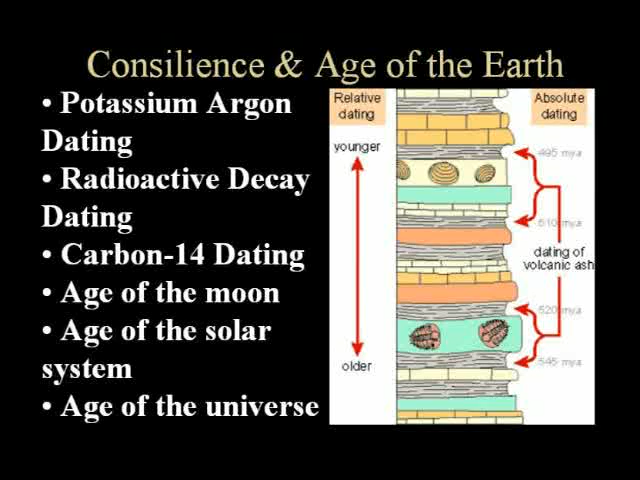 Consilience & Age of the Earth
• Potassium Argon
Dating
• Radioactive Decay
Dating
• Carbon-14 Dating
• Age of the moon
• Age of the solar
system
• Age of the universe
Relative
dating
younger
older
Absolute
dating
495 mya
510 mya
dating of
volcanic ash
520 mya
545 mya